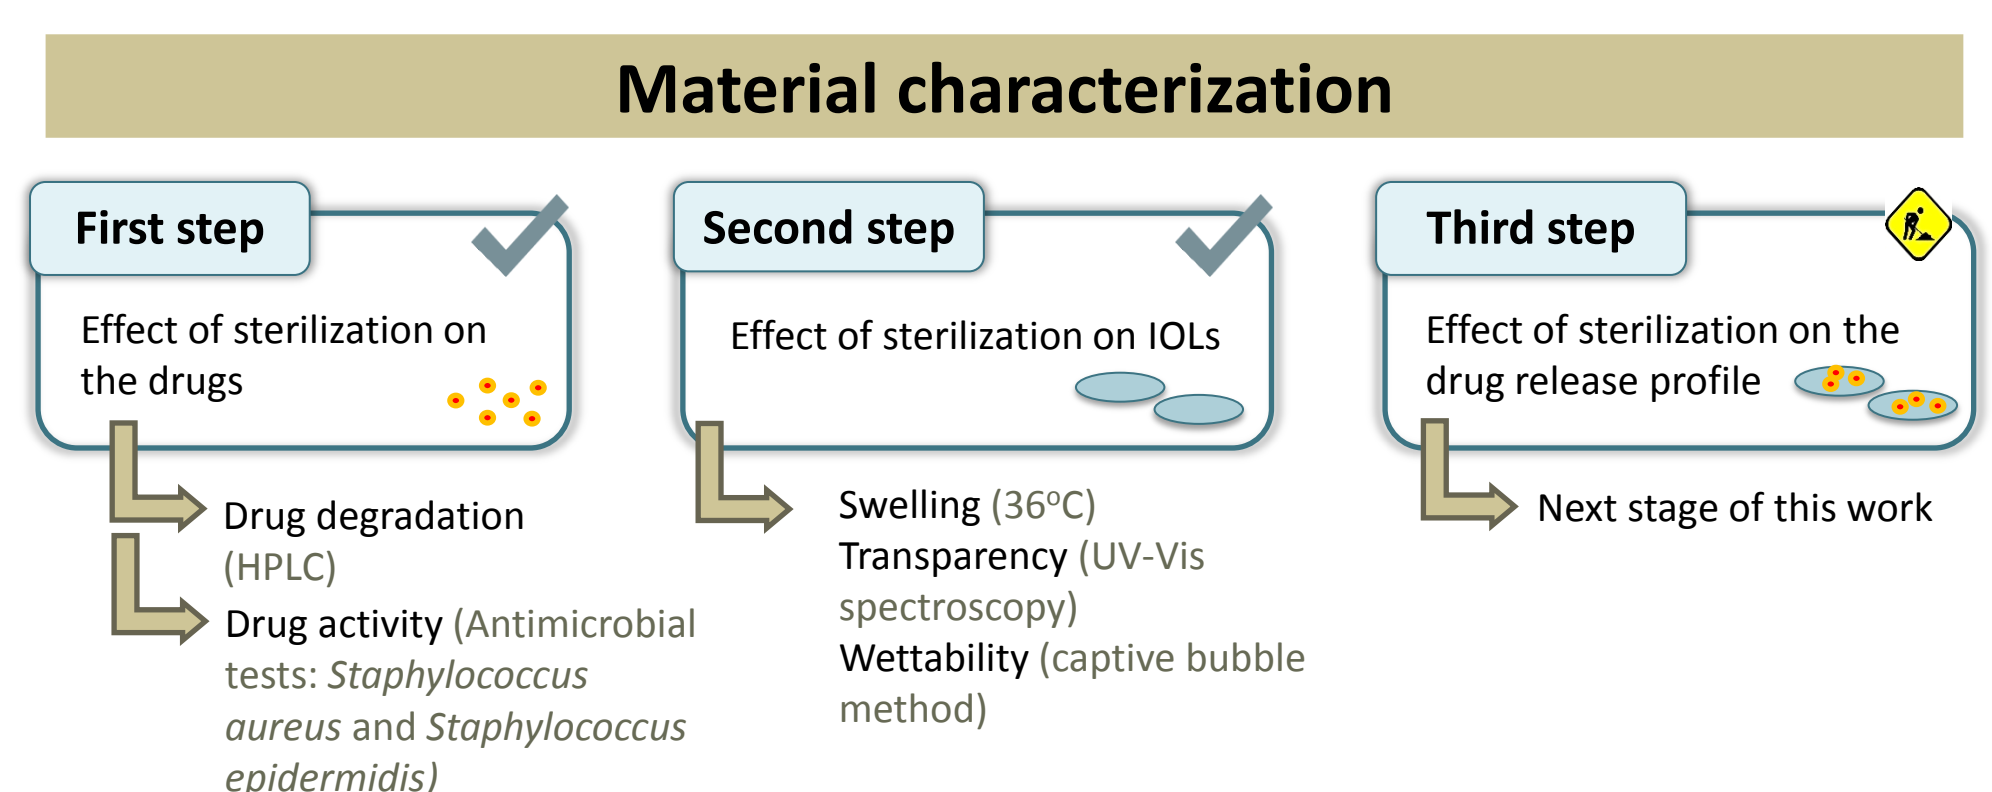 Material characterization
First step
Effect of sterilization on
the drugs
Drug degradation
(HPLC)
Drug activity (Antimicrobial
tests: Staphylococcus
aureus and Staphylococcus
epidermidis)
Second step
Effect of sterilization on IOLs
Swelling (36ºC)
Transparency (UV-Vis
spectroscopy)
Wettability (captive bubble
method)
Third step
Effect of sterilization on the
drug release profile
Next stage of this work